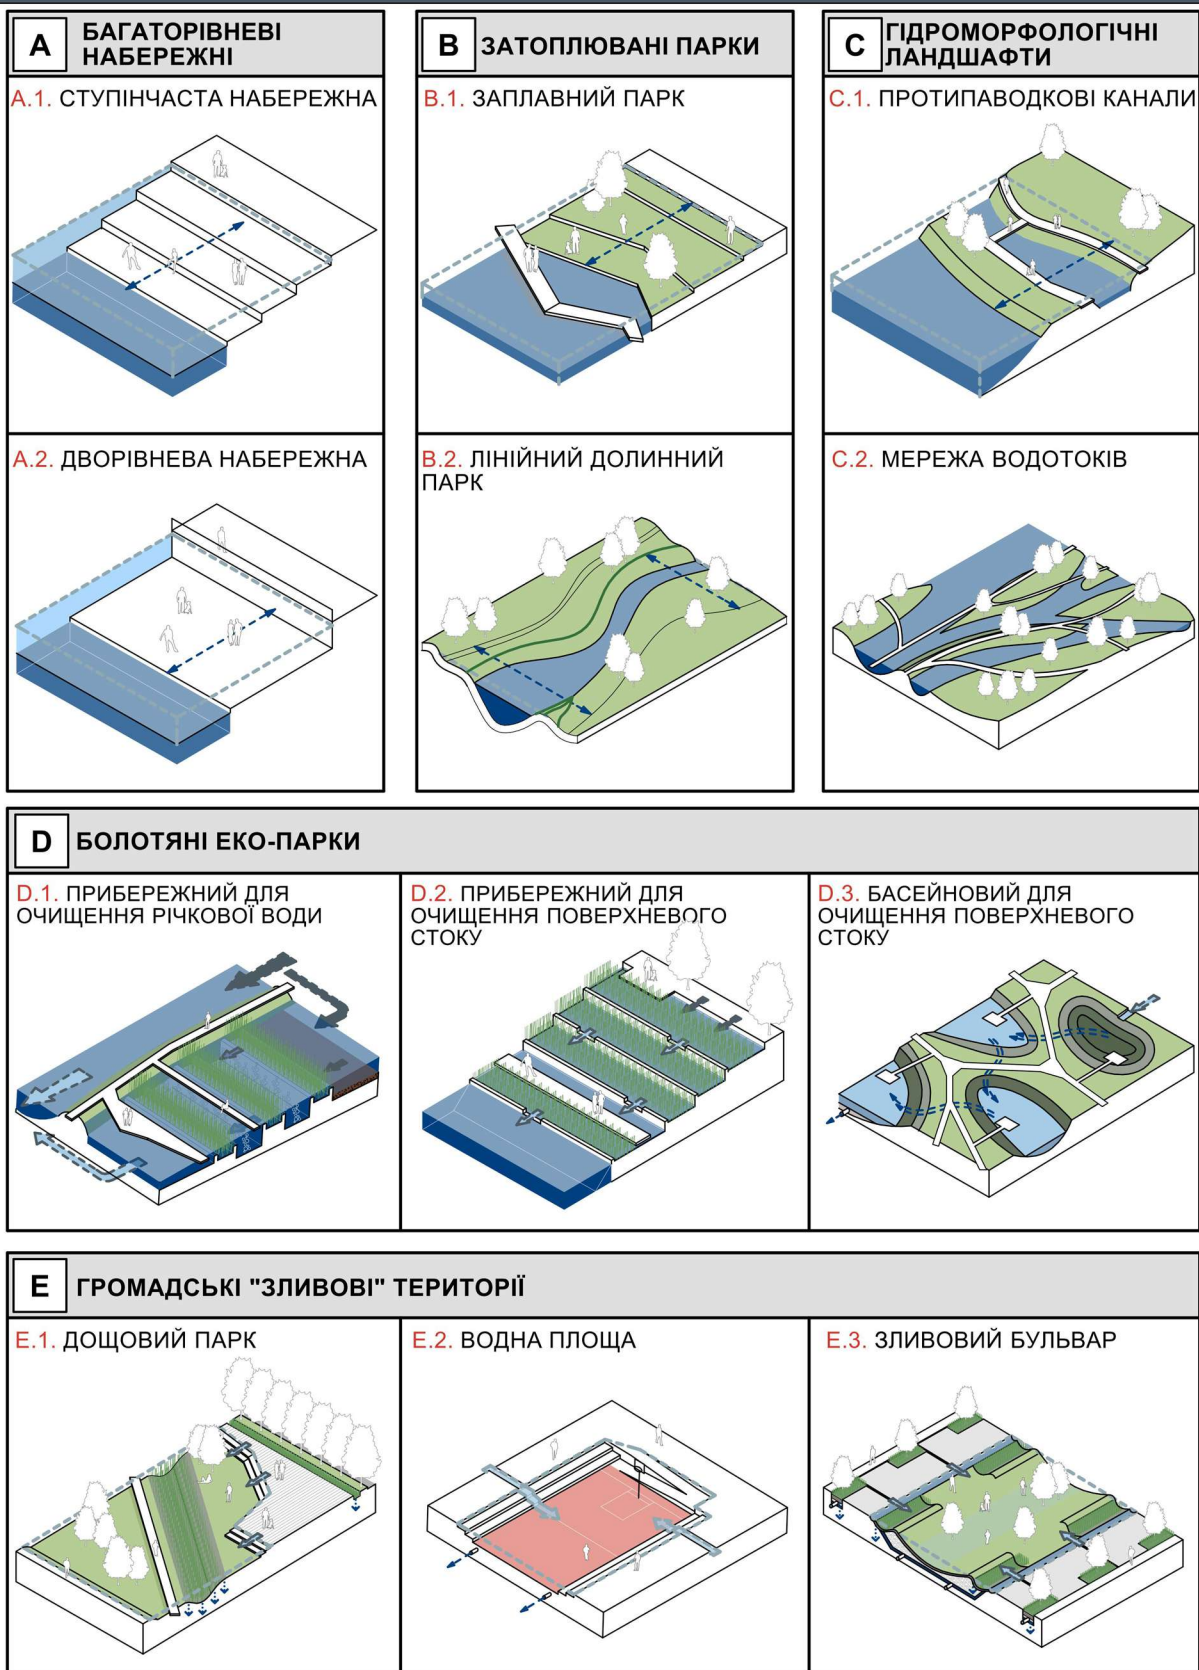 A
БАГАТОРІВНЕВІ
НАБЕРЕЖНІ
A.1. СТУПІНЧАСТА НАБЕРЕЖНА
A.2. ДВОРІВНЕВА НАБЕРЕЖНА
B
ЗАТОПЛЮВАНІ ПАРКИ
B.1. ЗАПЛАВНИЙ ПАРК
B.2. ЛІНІЙНИЙ ДОЛИННИЙ
ПАРК
C
ГІДРОМОРФОЛОГІЧНІ
ЛАНДШАФТИ
C.1. ПРОТИПАВОДКОВІ КАНАЛИ
C.2. МЕРЕЖА ВОДОТОКІВ
D
БОЛОТЯНІ ЕКО-ПАРКИ
D.1. ПРИБЕРЕЖНИЙ ДЛЯ
ОЧИЩЕННЯ РІЧКОВОЇ ВОДИ
D.2. ПРИБЕРЕЖНИЙ ДЛЯ
ОЧИЩЕННЯ ПОВЕРХНЕВОГО
СТОКУ
D.3. БАСЕЙНОВИЙ ДЛЯ
ОЧИЩЕННЯ ПОВЕРХНЕВОГО
СТОКУ
E
ГРОМАДСЬКІ "ЗЛИВОВІ" ТЕРИТОРІЇ
E.1. ДОЩОВИЙ ПАРК
E.2. ВОДНА ПЛОЩА
E.3. ЗЛИВОВИЙ БУЛЬВАР